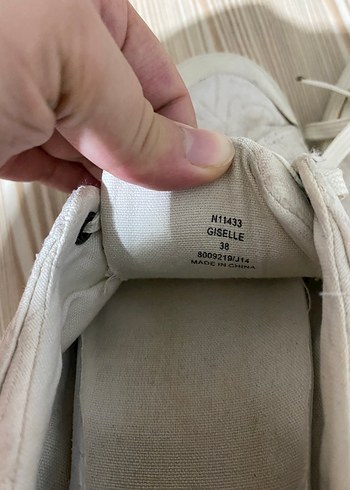 N11433
GISELLE
38
8009219/J14
MADE IN CHINA